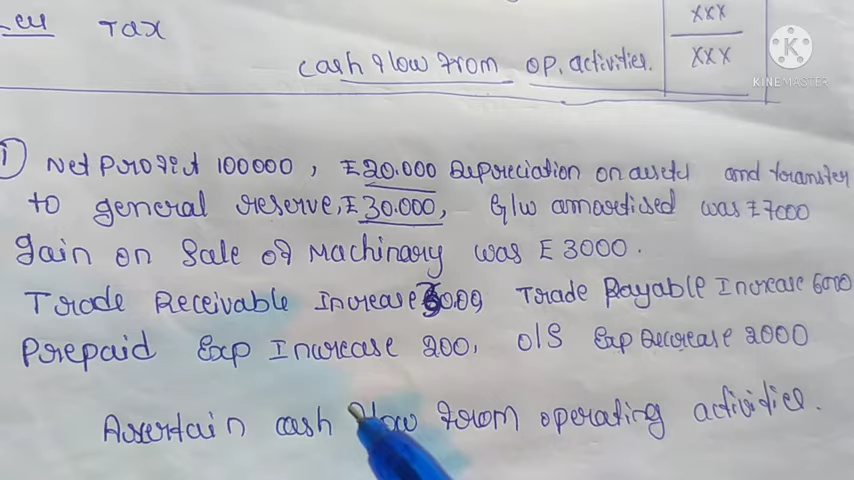 Tax
XXX
Cash Flow From op. activities.
XXX
KINEMASTER
1) Net Profit 100000, ₹20.000 Depreciation on assets and transfer
to general reserve, ₹30.000, G/w amortised was ₹7000
gain on Sale of Machinary was ₹3000.
Trade Receivable Increase Trade Payable Increase 6000
Prepaid Exp Increase 200, O/S Exp Decrease 2000
Asertain cash flow from operating activities.